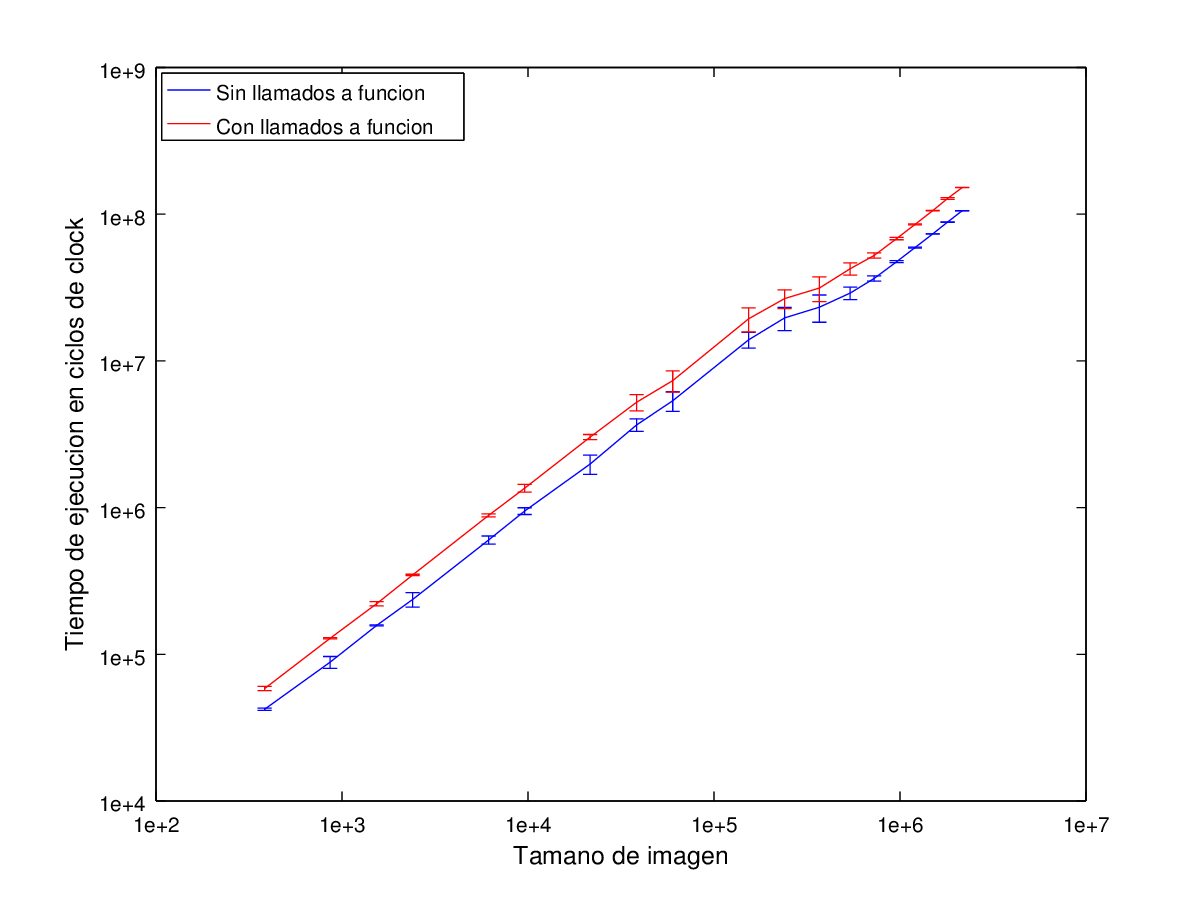 1e+9
Sin llamados a funcion
Con llamados a funcion
1e+8
1e+7
1e+6
1e+5
1e+4
Tiempo de ejecucion en ciclos de clock
1e+2 1e+3 1e+4 1e+5 1e+6 1e+7
Tamano de imagen